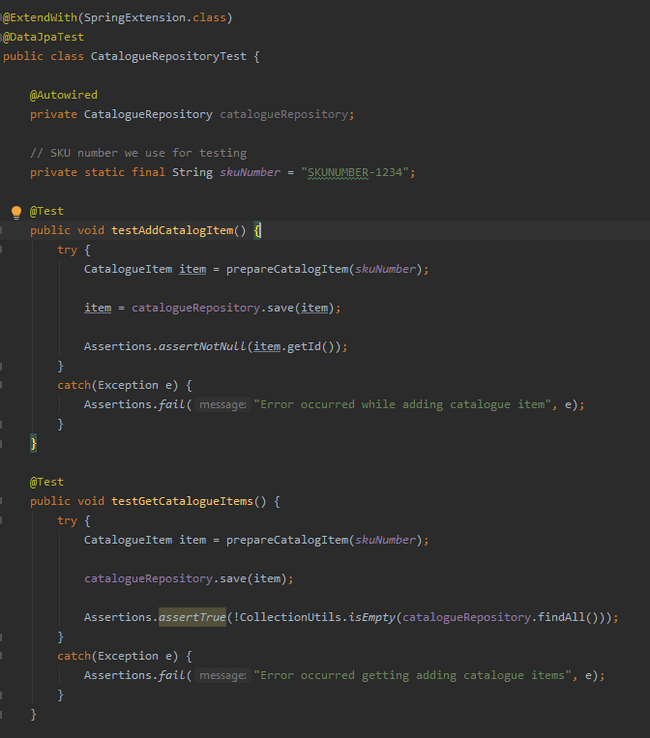 @ExtendWith(SpringExtension.class)
@DataJpaTest
public class CatalogueRepositoryTest {
@Autowired
private CatalogueRepository catalogueRepository;
// SKU number we use for testing
private static final String skuNumber = "SKUNUMBER-1234";
@Test
public void testAddCatalogItem() {
try {
CatalogueItem item = prepareCatalogItem(skuNumber);
item = catalogueRepository.save(item);
Assertions.assertNotNull(item.getId());
}
catch(Exception e) {
Assertions.fail( message: "Error occurred while adding catalogue item", e);
}
}
@Test
public void testGetCatalogueItems() {
try {
CatalogueItem item = prepareCatalogItem(skuNumber);
catalogueRepository.save(item);
Assertions.assertTrue(!CollectionUtils.isEmpty(catalogueRepository.findAll()));
}
catch(Exception e) {
Assertions.fail( message: "Error occurred getting adding catalogue items", e);
}
}